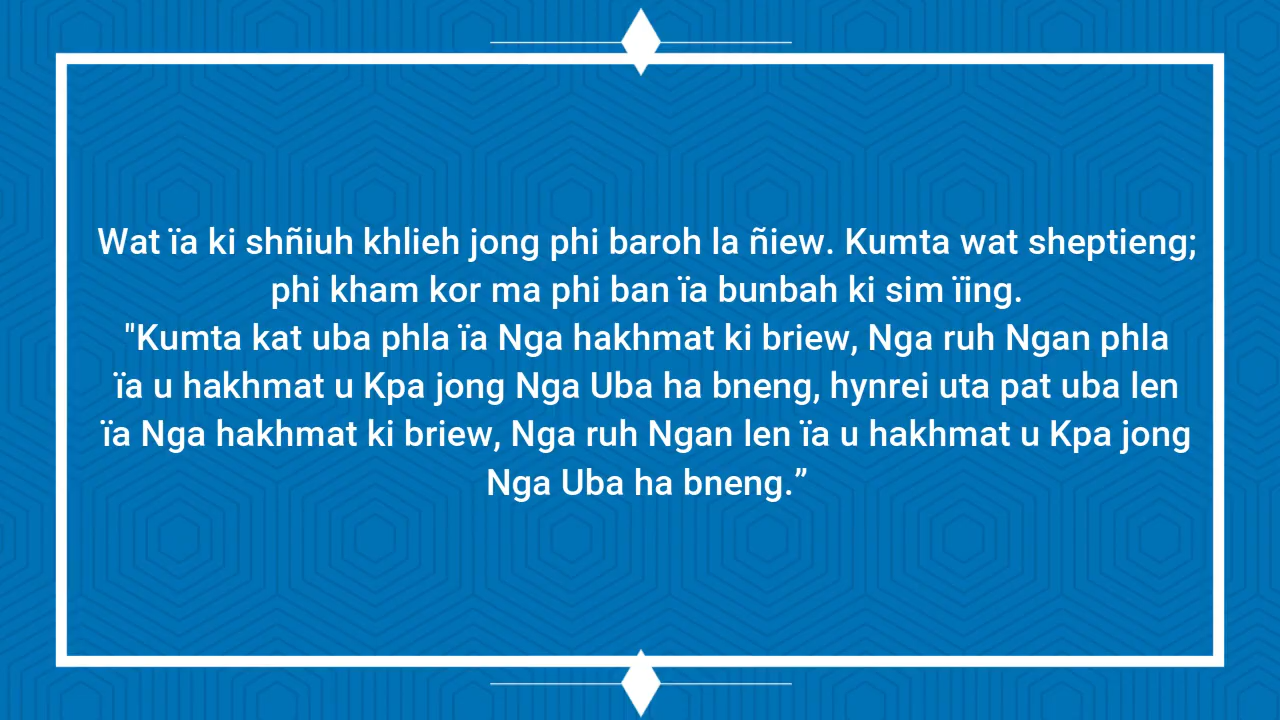 Wat ïa ki shñiuh khlieh jong phi baroh la ñiew. Kumta wat sheptieng;
phi kham kor ma phi ban ïa bunbah ki sim ïing.
"Kumta kat uba phla ïa Nga hakhmat ki briew, Nga ruh Ngan phla
ïa u hakhmat u Kpa jong Nga Uba ha bneng, hynrei uta pat uba len
ïa Nga hakhmat ki briew, Nga ruh Ngan len ïa u hakhmat u Kpa jong
Nga Uba ha bneng.”